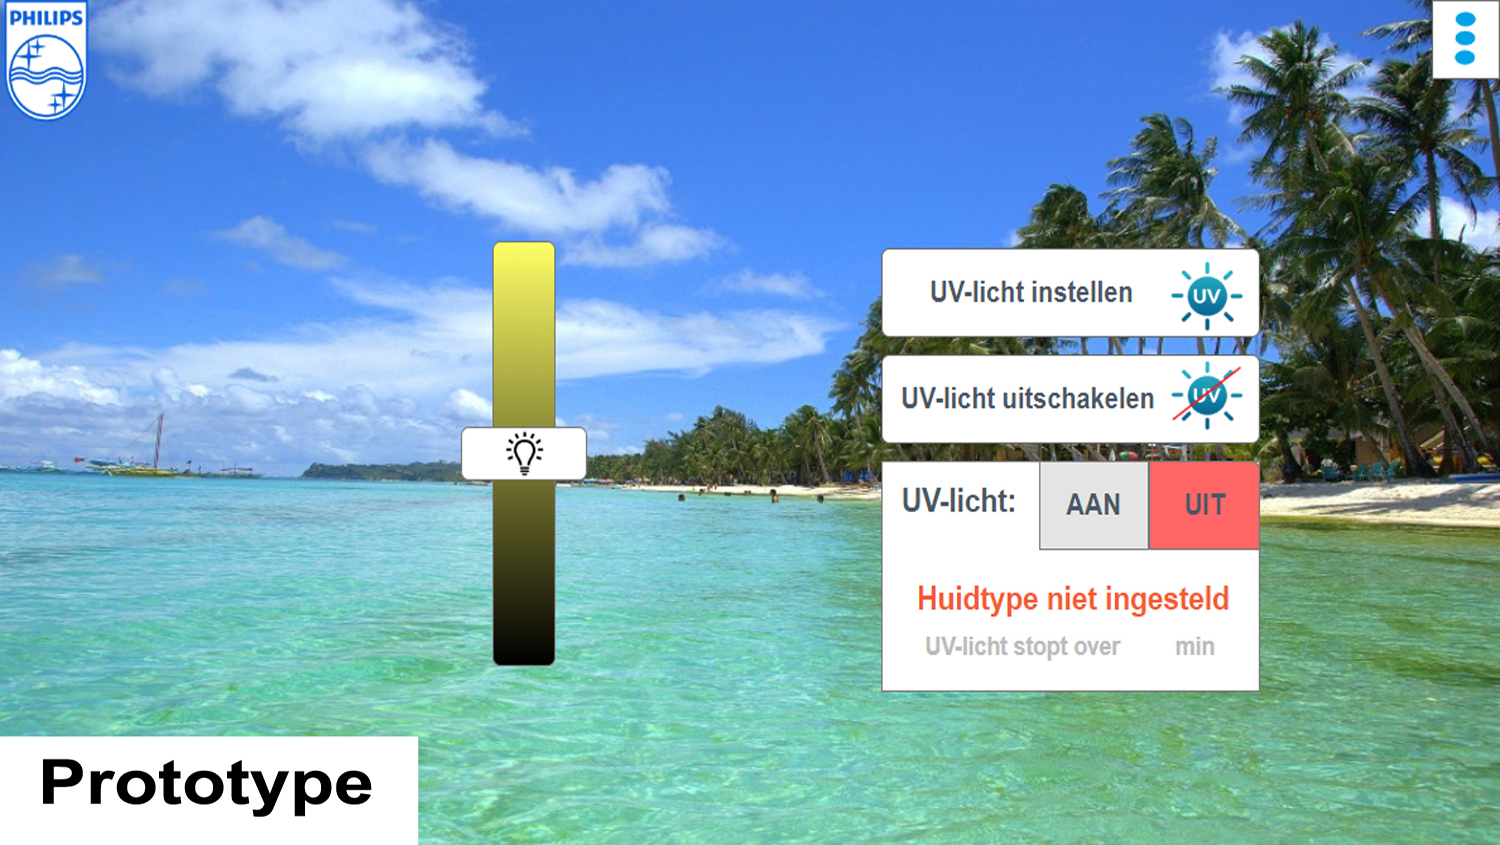 PHILIPS
UV-licht instellen
UV
UV-licht uitschakelen
UV
UV-licht:
AAN
UIT
Huidtype niet ingesteld
UV-licht stopt over min
Prototype